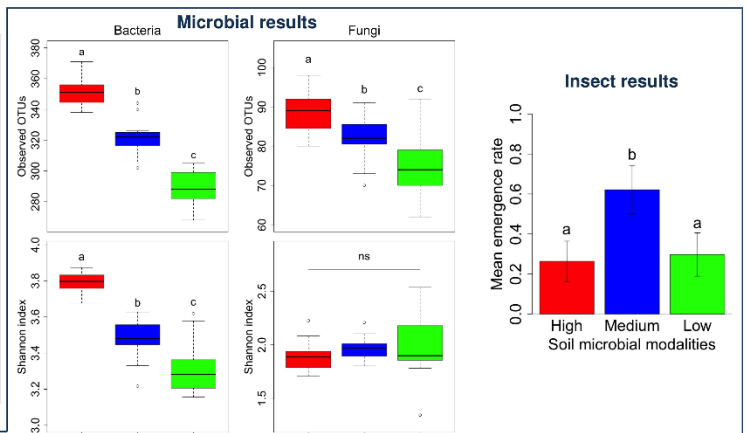 Microbial results
Bacteria
Fungi
Observed OTUs
380
360
340
320
300
280
a
b
c
Observed OTUs
100
90
80
70
60
a
b
c
Shannon index
4.0
3.8
3.6
3.4
3.2
3.0
a
b
c
Shannon index
2.5
2.0
1.5
ns
Insect results
Mean emergence rate
1.0
0.8
0.6
0.4
0.2
0.0
a
b
a
High Medium Low
Soil microbial modalities